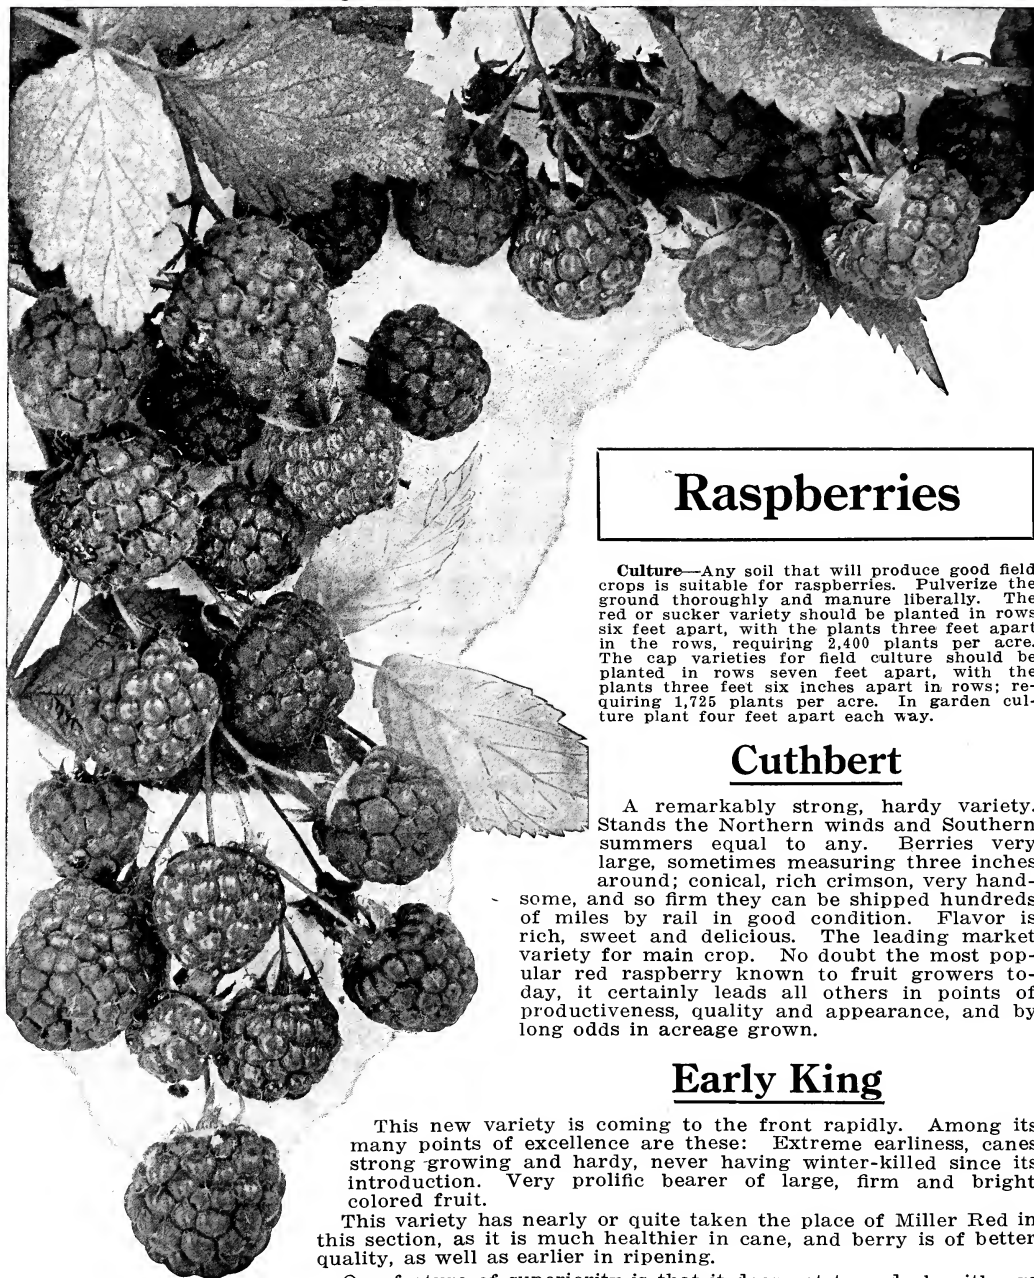 Raspberries
Culture—Any soil that will produce good field
crops is suitable for raspberries. Pulverize the
ground thoroughly and manure liberally. The
red or sucker variety should be planted in rows
six feet apart, with the plants three feet apart
in the rows, requiring 2,400 plants per acre.
The cap varieties for field culture should be
planted in rows seven feet apart, with the
plants three feet six inches apart in rows; re-
quiring 1,725 plants per acre. In garden cul-
ture plant four feet apart each way.
Cuthbert
A remarkably strong, hardy variety.
Stands the Northern winds and Southern
summers equal to any. Berries very
large, sometimes measuring three inches
around; conical, rich crimson, very hand-
some, and so firm they can be shipped hundreds
of miles by rail in good condition. Flavor is
rich, sweet and delicious. The leading market
variety for main crop. No doubt the most pop-
ular red raspberry known to fruit growers to-
day, it certainly leads all others in points of
productiveness, quality and appearance, and by
long odds in acreage grown.
Early King
This new variety is coming to the front rapidly. Among its
many points of excellence are these: Extreme earliness, canes
strong growing and hardy, never having winter-killed since its
introduction. Very prolific bearer of large, firm and bright
colored fruit.
This variety has nearly or quite taken the place of Miller Red in
this section, as it is much healthier in cane, and berry is of better
quality, as well as earlier in ripening.
One feature of superiority is that it does not